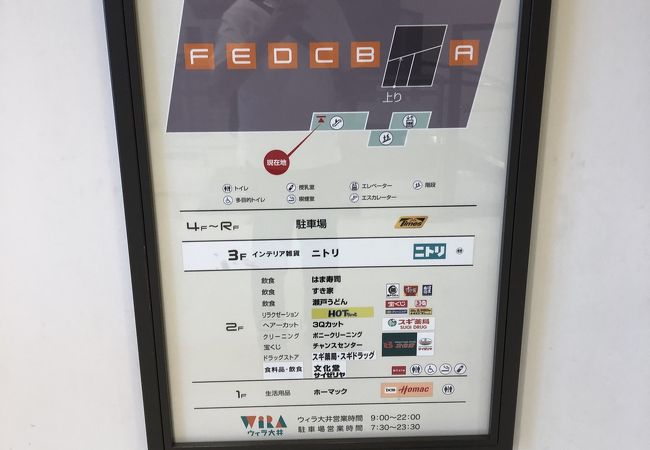 F E D C B A
上り
現在地
トイレ 授乳室 エレベーター 階段
多目的トイレ 喫煙室 エスカレーター
4F～RF 駐車場 Times
3F インテリア雑貨 ニトリ ニトリ
2F
飲食 はま寿司
飲食 すき家
飲食 瀬戸うどん
リラクゼーション HOT
ヘアーカット 3Qカット
クリーニング ポニークリーニング
宝くじ チャンスセンター
ドラッグストア スギ薬局・スギドラッグ
食料品・飲食 文化堂
サイゼリヤ
スギ薬局
SUGI DRUG
1F 生活用品 ホーマック DCM Homac
WiRA
ウィラ大井
ウィラ大井営業時間 9:00～22:00
駐車場営業時間 7:30～23:30